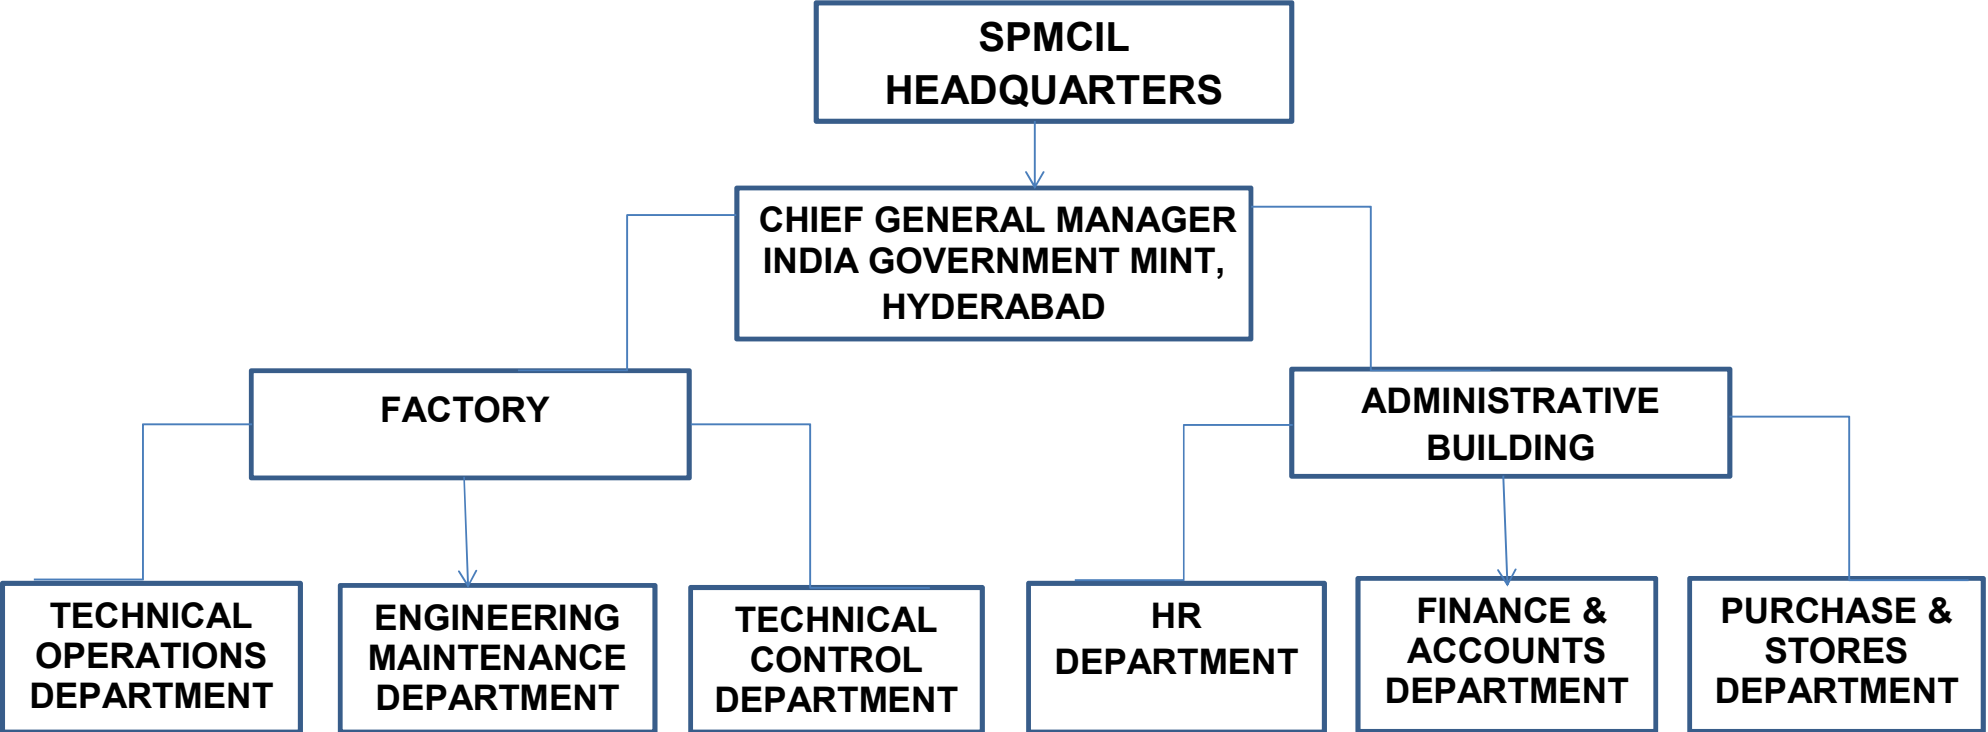 SPMCIL
HEADQUARTERS
CHIEF GENERAL MANAGER
INDIA GOVERNMENT MINT,
HYDERABAD
FACTORY
ADMINISTRATIVE
BUILDING
TECHNICAL
OPERATIONS
DEPARTMENT
ENGINEERING
MAINTENANCE
DEPARTMENT
TECHNICAL
CONTROL
DEPARTMENT
HR
DEPARTMENT
FINANCE &
ACCOUNTS
DEPARTMENT
PURCHASE &
STORES
DEPARTMENT